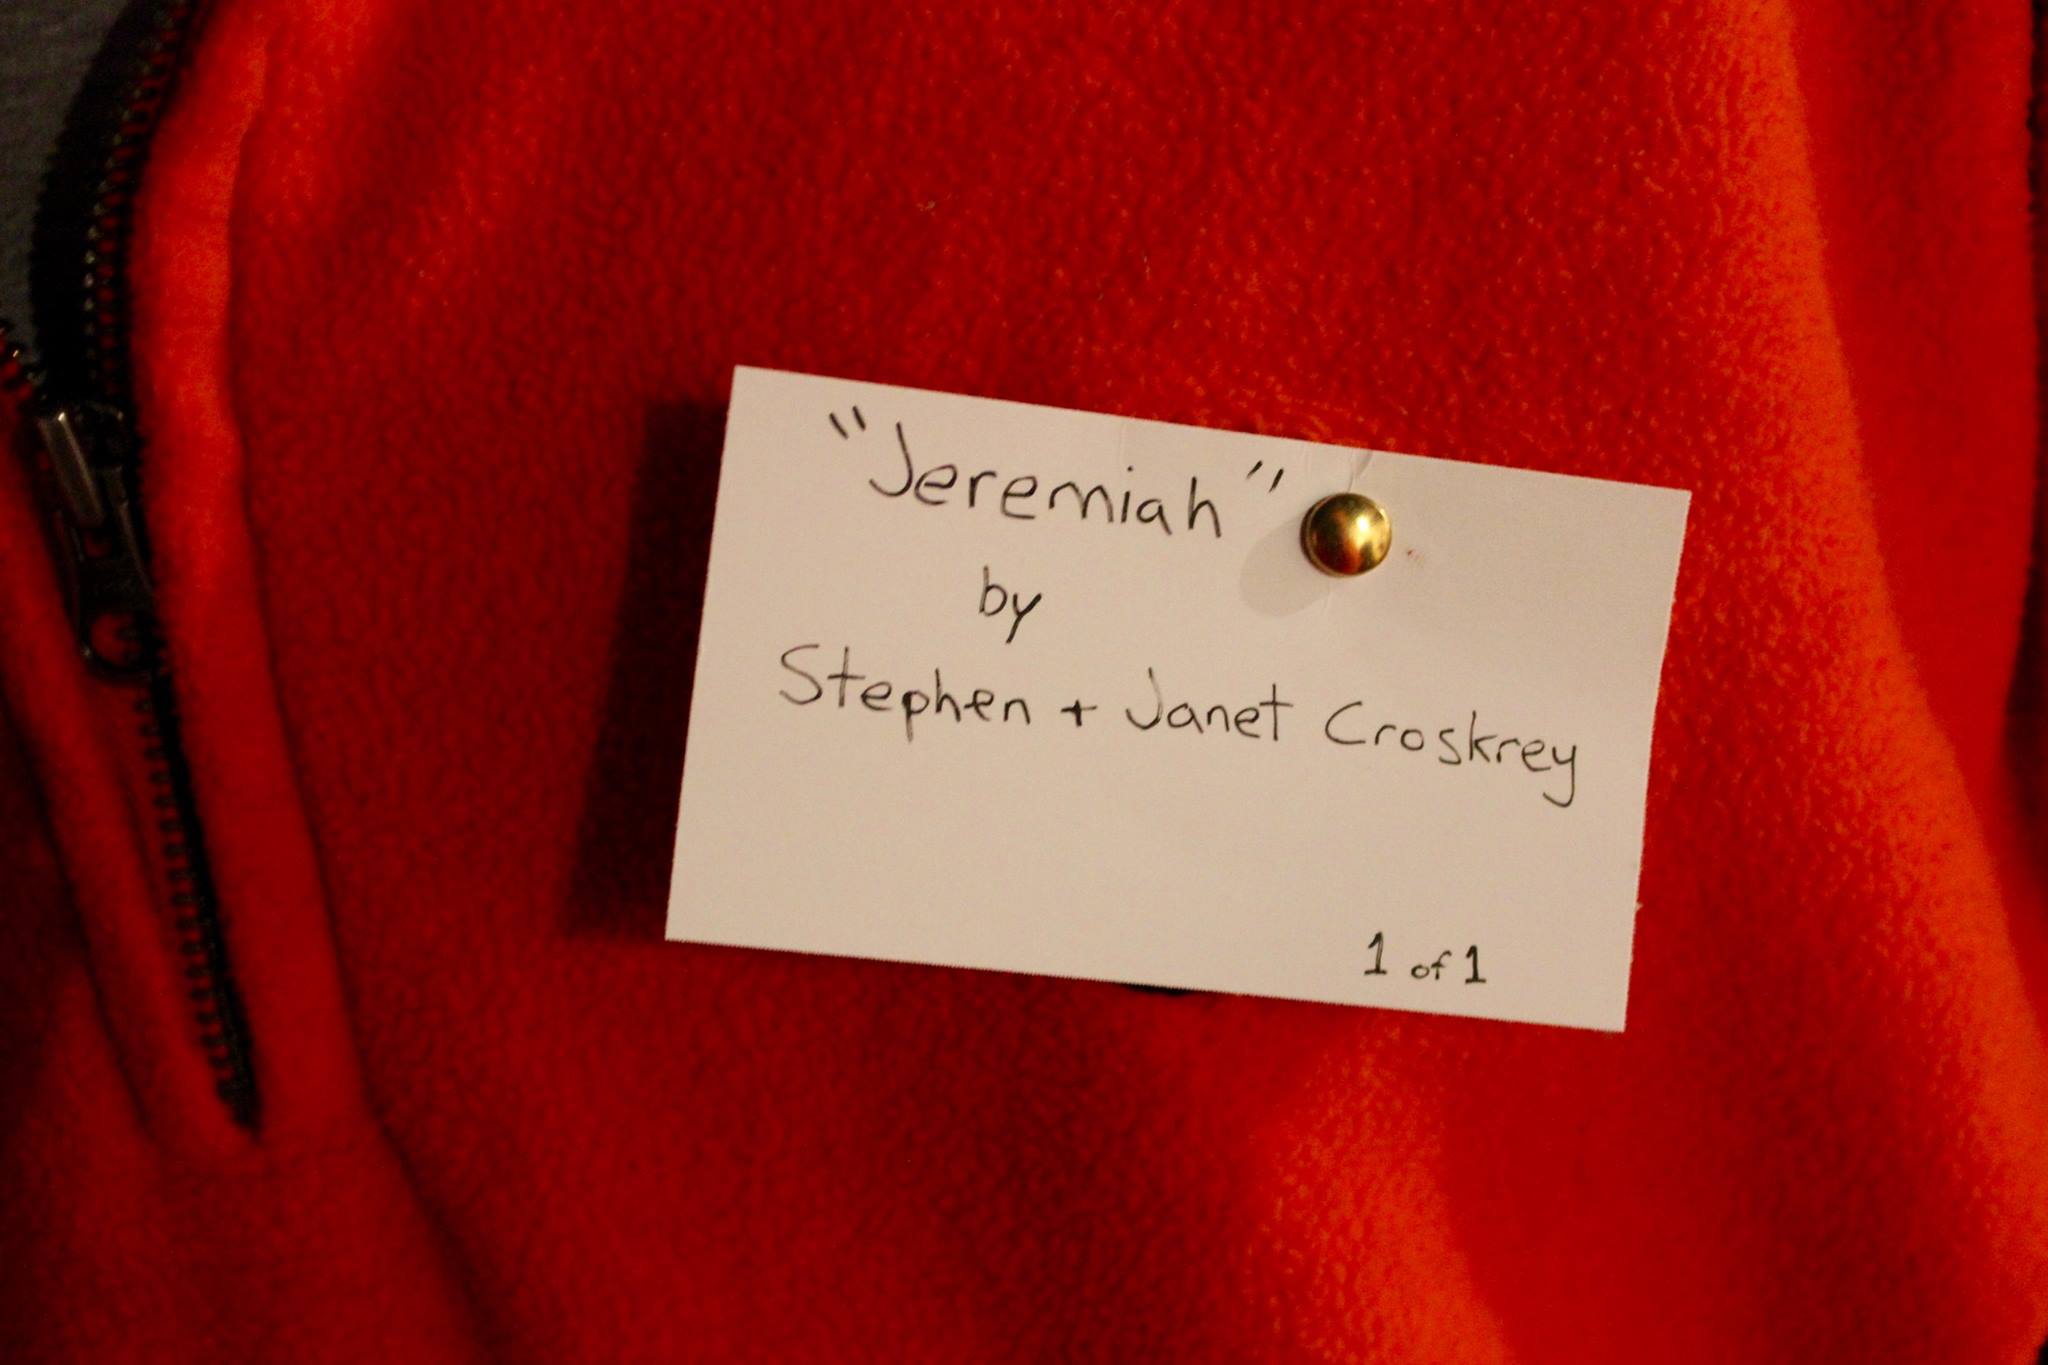 "Jeremiah"
by
Stephen + Janet Croskrey
1 of 1